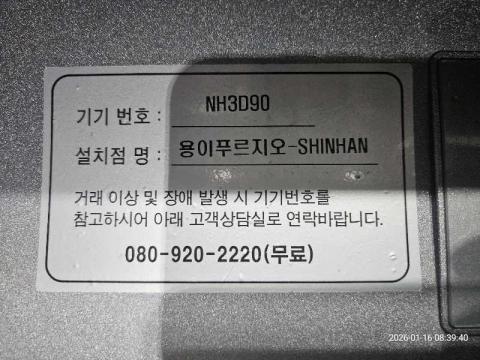 기기 번호 : NH3D90
설치점 명 : 용이푸르지오-SHINHAN
거래 이상 및 장애 발생 시 기기번호를
참고하시어 아래 고객상담실로 연락바랍니다.
080-920-2220(무료)
2026-01-16 08:39:40